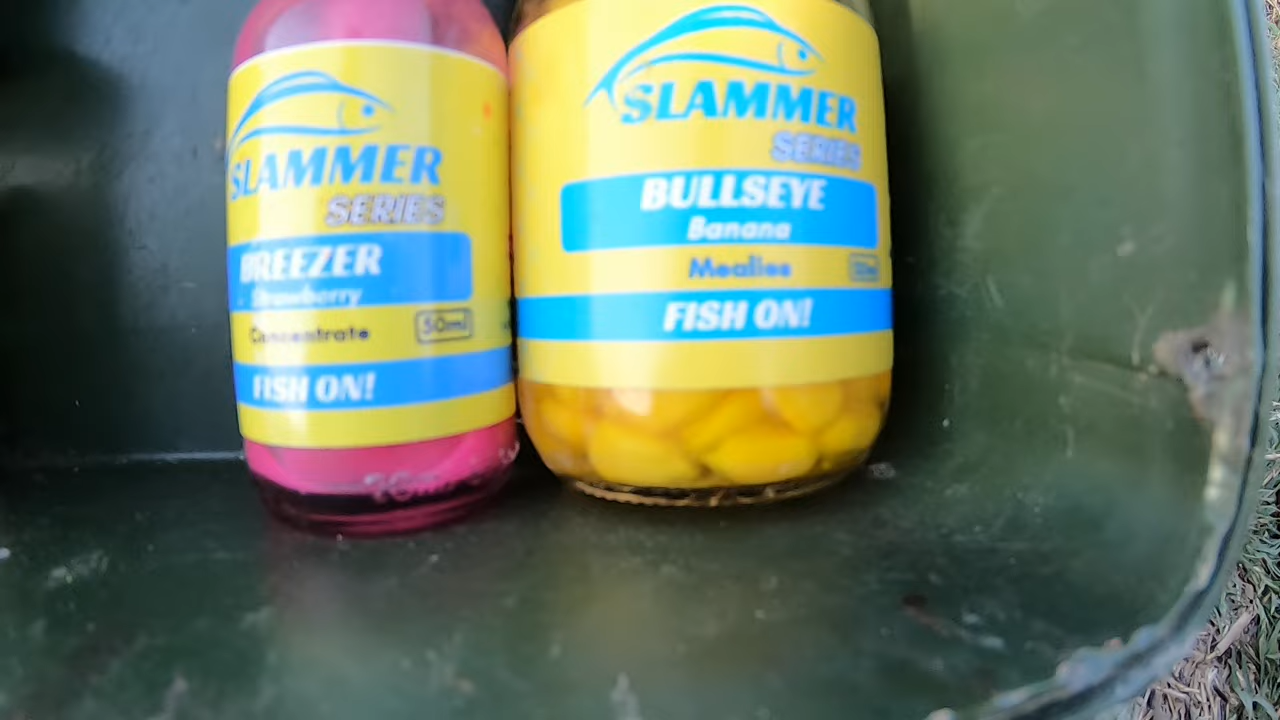 SLAMMER
SERIES
BREEZER
Strawberry
Concentrate 50ml
FISH ON!
SLAMMER
SERIES
BULLSEYE
Banana
Mealies
FISH ON!